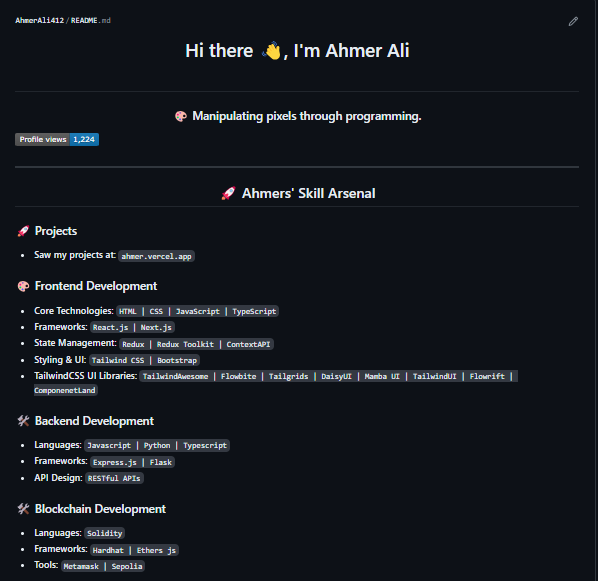 AhmerAli412/README.md
Hi there 👋, I'm Ahmer Ali
🎨 Manipulating pixels through programming.
Profile views 1,224
🚀 Ahmers' Skill Arsenal
🚀 Projects
• Saw my projects at: ahmer.vercel.app
🎨 Frontend Development
• Core Technologies: HTML | CSS | JavaScript | TypeScript
• Frameworks: React.js | Next.js
• State Management: Redux | Redux Toolkit | ContextAPI
• Styling & UI: Tailwind CSS | Bootstrap
• TailwindCSS UI Libraries: TailwindAwesome | Flowbite | Tailgrids | DaisyUI | Mamba UI | TailwindUI | Flowrift |
ComponenetLand
🛠 Backend Development
• Languages: Javascript | Python | Typescript
• Frameworks: Express.js | Flask
• API Design: RESTful APIs
🛠 Blockchain Development
• Languages: Solidity
• Frameworks: Hardhat | Ethers js
• Tools: Metamask | Sepolia